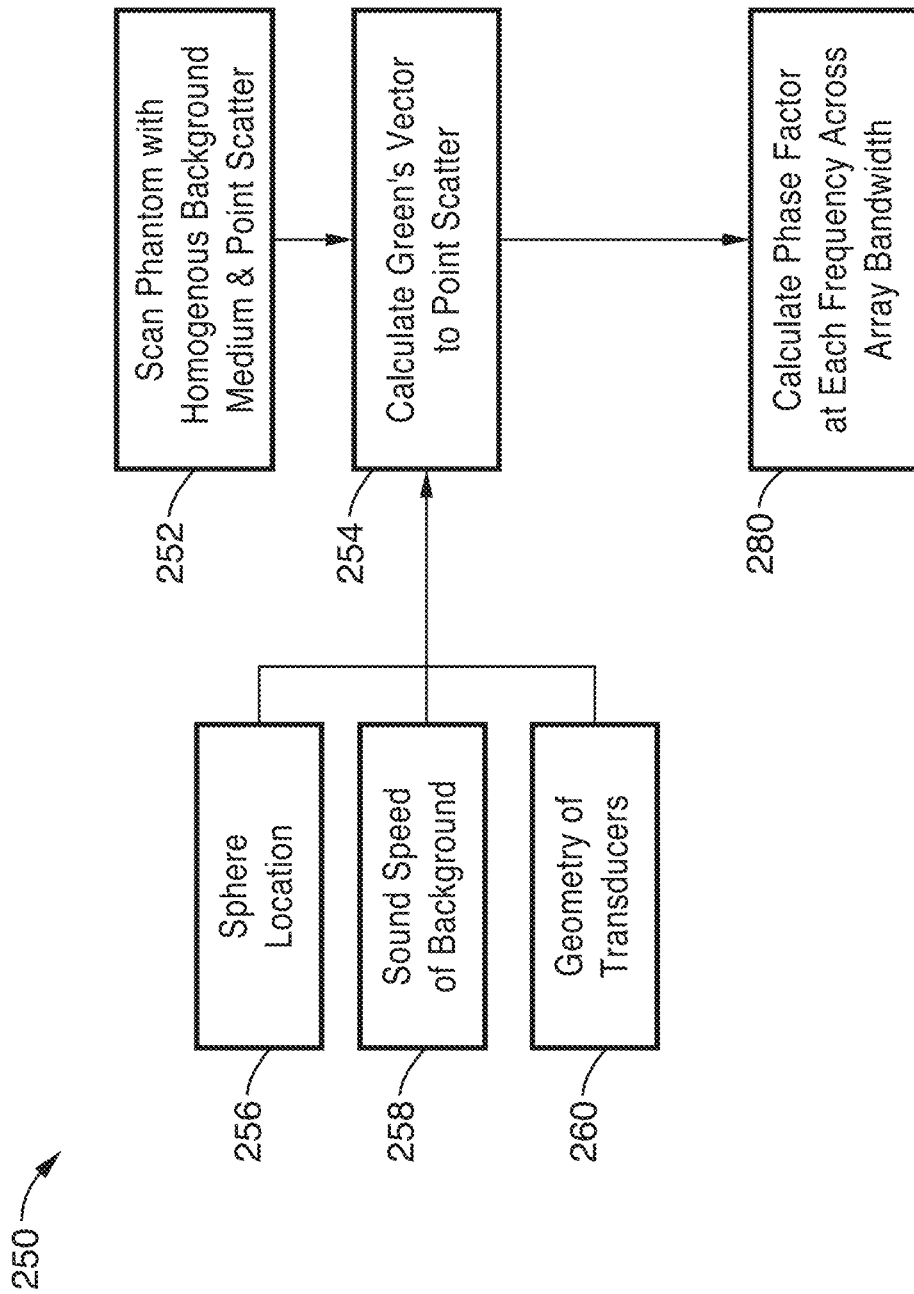 250
Scan Phantom with
Homogenous Background
Medium & Point Scatter
252
Calculate Green's Vector
to Point Scatter
254
Sphere
Location
256
Sound Speed
of Background
258
Geometry of
Transducers
260
Calculate Phase Factor
at Each Frequency Across
Array Bandwidth
280